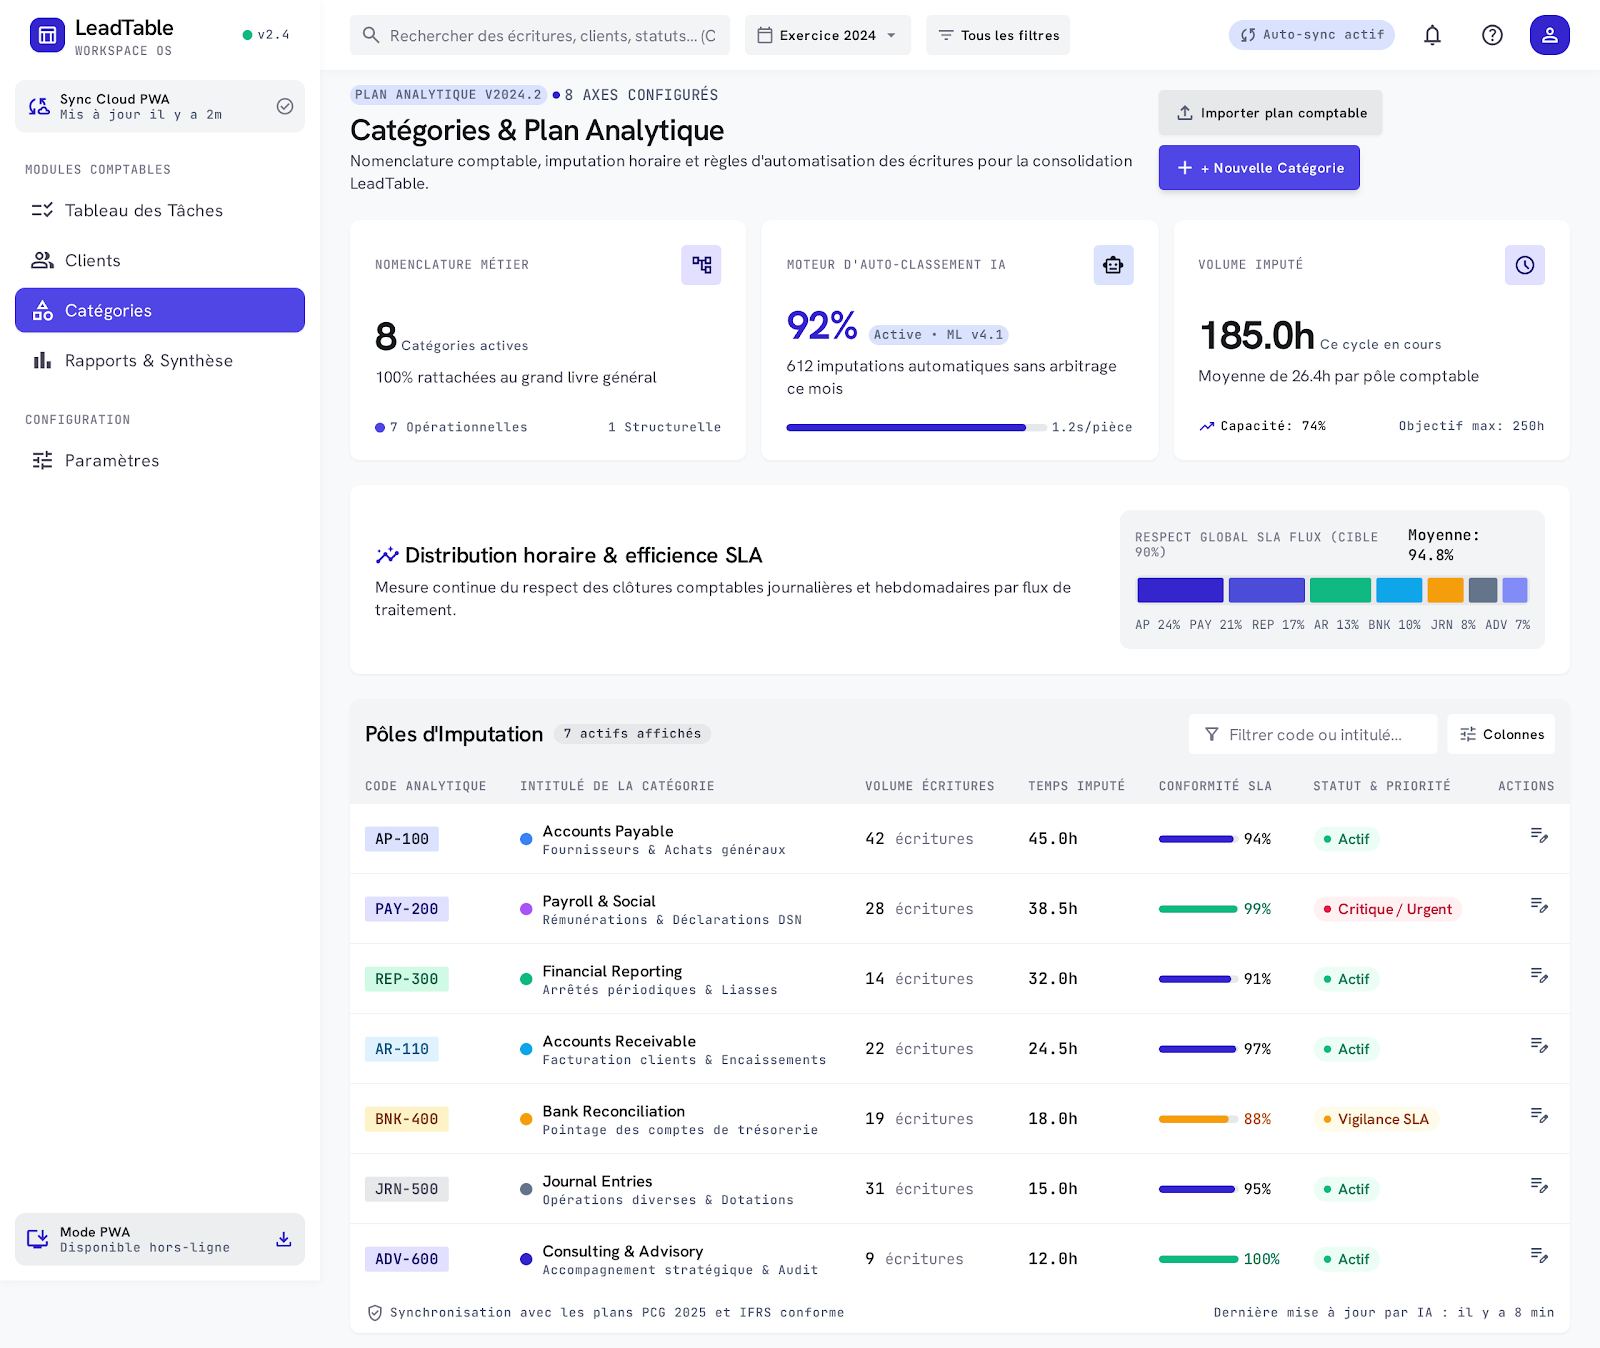 LeadTable
WORKSPACE OS
v2.4
Sync Cloud PWA
Mis à jour il y a 2m
MODULES COMPTABLES
Tableau des Tâches
Clients
Catégories
Rapports & Synthèse
CONFIGURATION
Paramètres
Mode PWA
Disponible hors-ligne
Rechercher des écritures, clients, statuts... (C
Exercice 2024
Tous les filtres
Auto-sync actif
PLAN ANALYTIQUE V2024.2
8 AXES CONFIGURÉS
Catégories & Plan Analytique
Nomenclature comptable, imputation horaire et règles d'automatisation des écritures pour la consolidation
LeadTable.
Importer plan comptable
+ Nouvelle Catégorie
NOMENCLATURE MÉTIER
8 Catégories actives
100% rattachées au grand livre général
7 Opérationnelles
1 Structurelle
MOTEUR D'AUTO-CLASSEMENT IA
92% Active • ML v4.1
612 imputations automatiques sans arbitrage
ce mois
1.2s/pièce
VOLUME IMPUTÉ
185.0h Ce cycle en cours
Moyenne de 26.4h par pôle comptable
Capacité: 74%
Objectif max: 250h
Distribution horaire & efficience SLA
Mesure continue du respect des clôtures comptables journalières et hebdomadaires par flux de
traitement.
RESPECT GLOBAL SLA FLUX (CIBLE
90%)
Moyenne:
94.8%
AP 24% PAY 21% REP 17% AR 13% BNK 10% JRN 8% ADV 7%
Pôles d'Imputation
7 actifs affichés
Filtrer code ou intitulé...
Colonnes
CODE ANALYTIQUE INTITULÉ DE LA CATÉGORIE VOLUME ÉCRITURES TEMPS IMPUTÉ CONFORMITÉ SLA STATUT & PRIORITÉ ACTIONS
AP-100 Accounts Payable 42 écritures 45.0h 94% Actif
Fournisseurs & Achats généraux
PAY-200 Payroll & Social 28 écritures 38.5h 99% Critique / Urgent
Rémunérations & Déclarations DSN
REP-300 Financial Reporting 14 écritures 32.0h 91% Actif
Arrêtés périodiques & Liasses
AR-110 Accounts Receivable 22 écritures 24.5h 97% Actif
Facturation clients & Encaissements
BNK-400 Bank Reconciliation 19 écritures 18.0h 88% Vigilance SLA
Pointage des comptes de trésorerie
JRN-500 Journal Entries 31 écritures 15.0h 95% Actif
Opérations diverses & Dotations
ADV-600 Consulting & Advisory 9 écritures 12.0h 100% Actif
Accompagnement stratégique & Audit
Synchronisation avec les plans PCG 2025 et IFRS conforme
Dernière mise à jour par IA : il y a 8 min